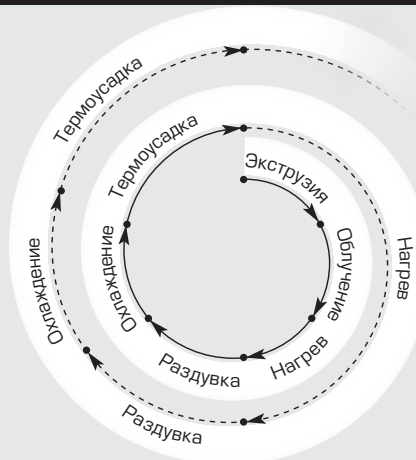 Экструзия
Облучение
Нагрев
Раздувка
Охлаждение
Термоусадка
Нагрев
Раздувка
Охлаждение
Термоусадка